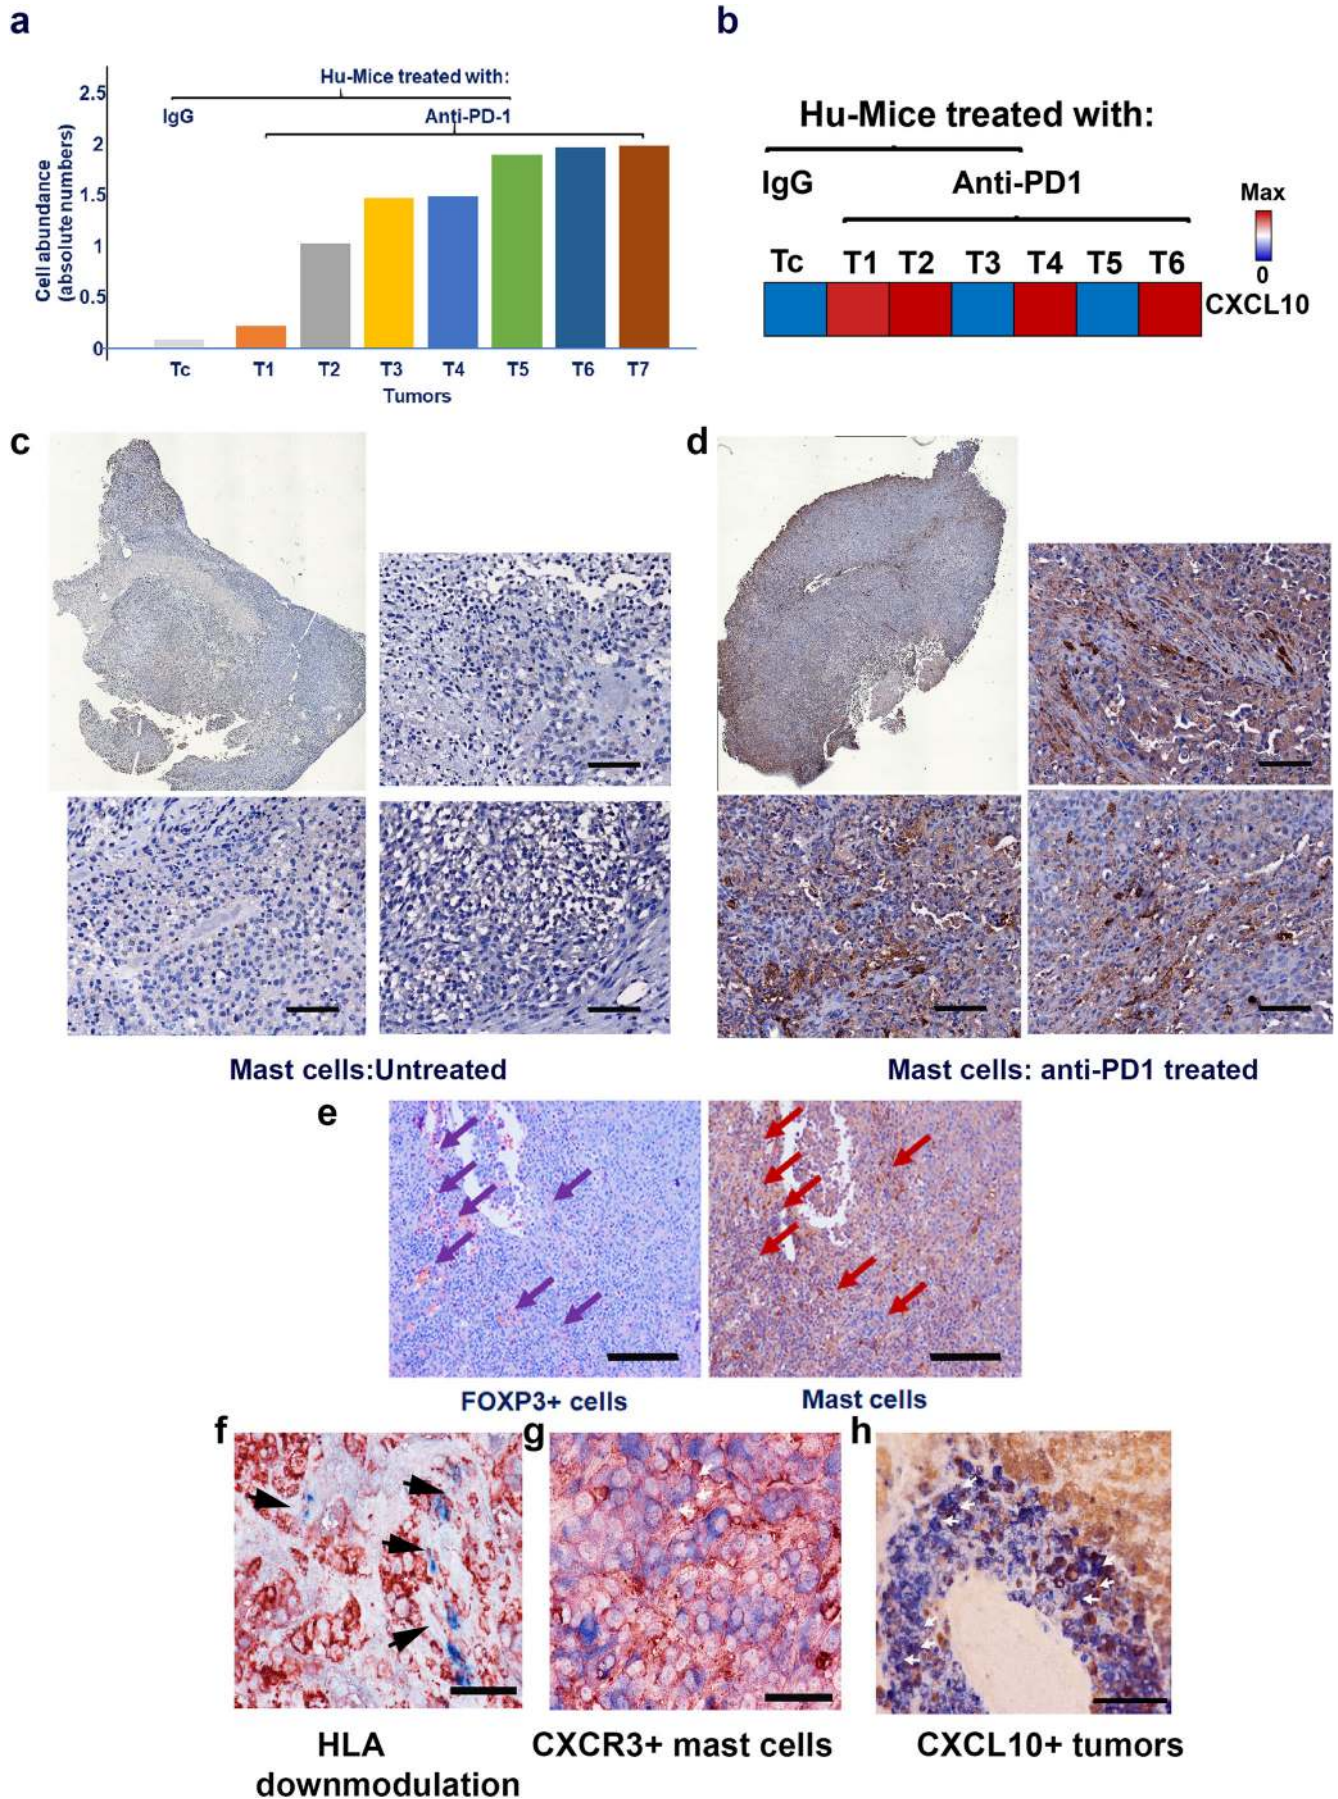 a
Hu-Mice treated with:
IgG
Anti-PD-1
Cell abundance
(absolute numbers)
2.5
2
1.5
1
0.5
0
Tc T1 T2 T3 T4 T5 T6 T7
Tumors
b
Hu-Mice treated with:
IgG Anti-PD1
Max
0
Tc T1 T2 T3 T4 T5 T6
CXCL10
c
Mast cells:Untreated
d
Mast cells: anti-PD1 treated
e
FOXP3+ cells
Mast cells
f
HLA
downmodulation
g
CXCR3+ mast cells
h
CXCL10+ tumors